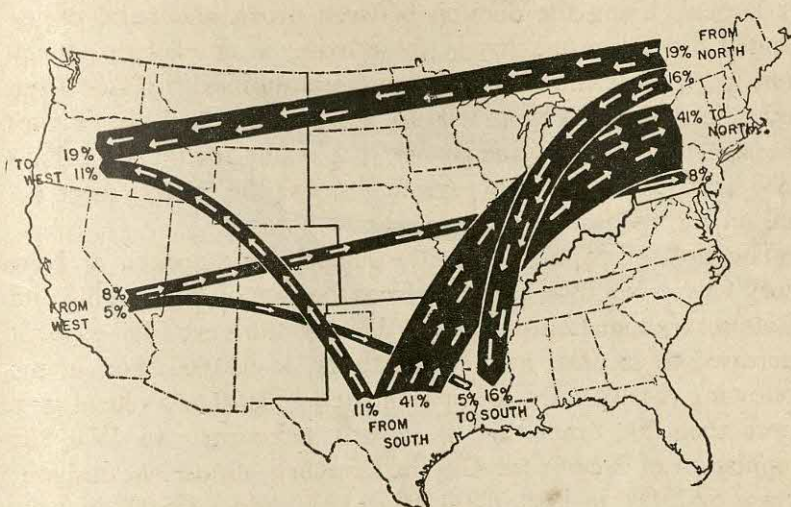 FROM
19% NORTH
16%
41% TO
NORTH
8%
19%
TO 11%
WEST
8%
FROM 5%
WEST
11% 41% 5% 16%
FROM TO SOUTH
SOUTH